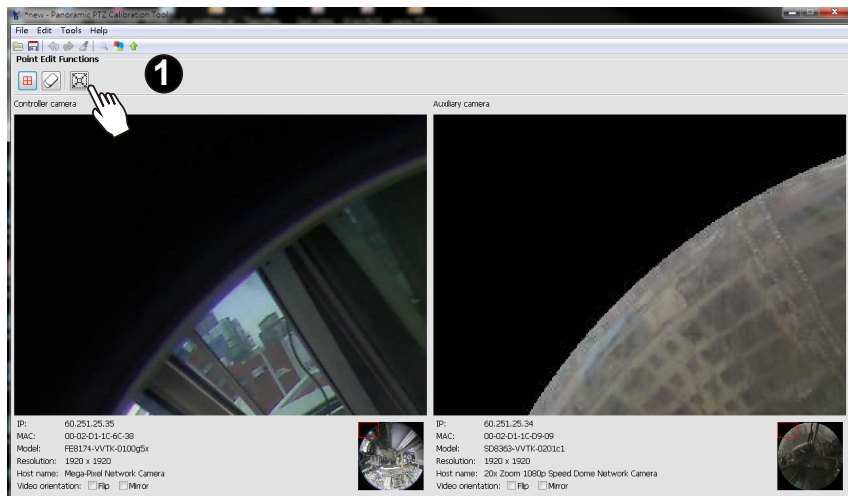 *new - Panoramic PTZ Calibration Tool
File Edit Tools Help
Point Edit Functions
1
Controller camera
Auxiliary camera
IP: 60.251.25.35
MAC: 00-02-D1-1C-6C-38
Model: FE8174-VVTK-0100g5x
Resolution: 1920 x 1920
Host name: Mega-Pixel Network Camera
Video orientation: Flip Mirror
IP: 60.251.25.34
MAC: 00-02-D1-1C-D9-09
Model: SD8363-VVTK-0201c1
Resolution: 1920 x 1920
Host name: 20x Zoom 1080p Speed Dome Network Camera
Video orientation: Flip Mirror